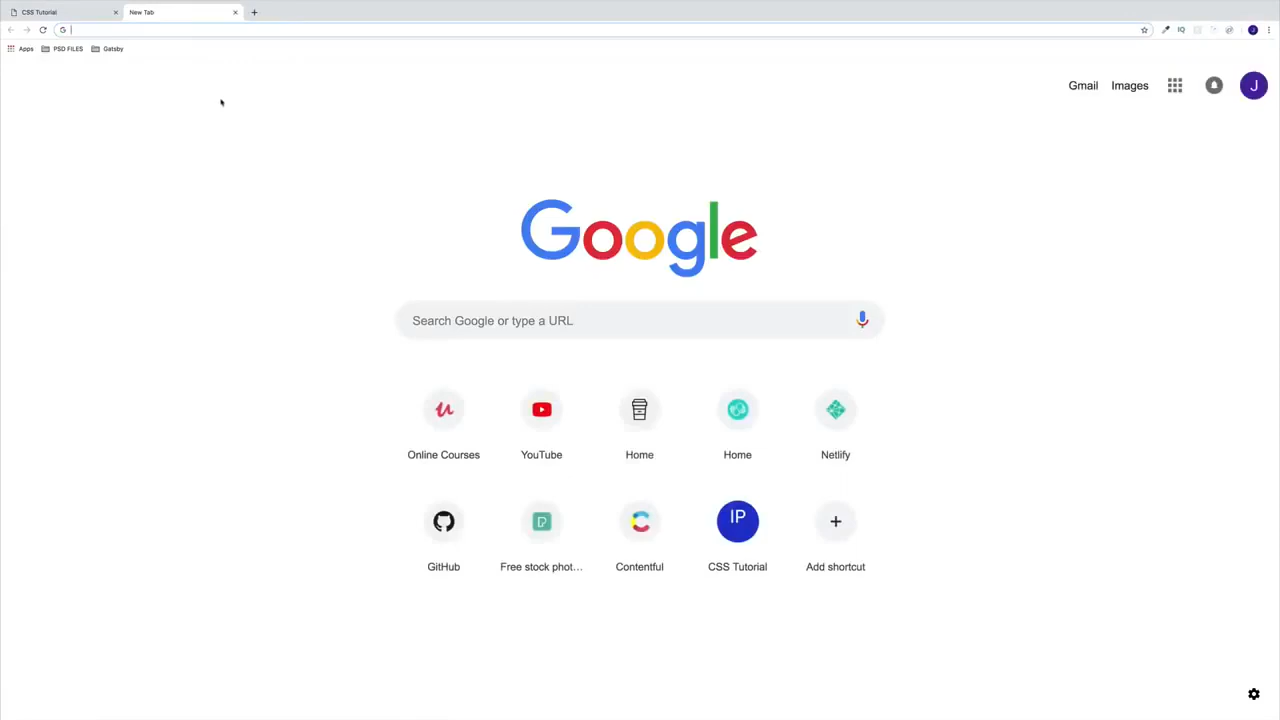 CSS Tutorial
New Tab
Apps
PSD FILES
Gatsby
Gmail
Images
J
Google
Search Google or type a URL
Online Courses
YouTube
Home
Home
Netlify
IP
GitHub
Free stock phot...
Contentful
CSS Tutorial
Add shortcut